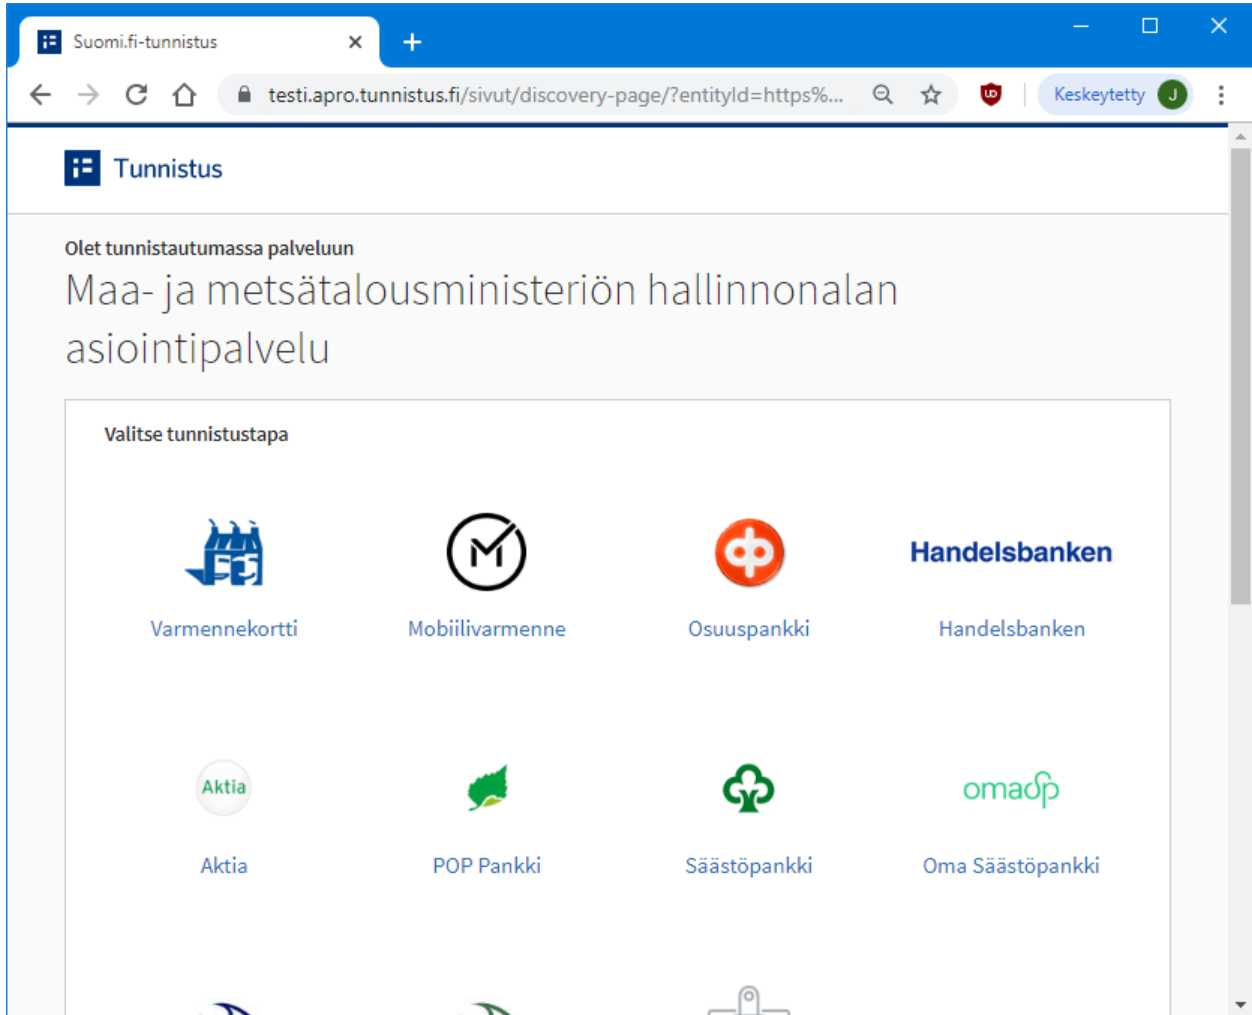 Suomi.fi-tunnistus
testi.apro.tunnistus.fi/sivut/discovery-page/?entityId=https%...
Keskeytetty J
Tunnistus
Olet tunnistautumassa palveluun
Maa- ja metsätalousministeriön hallinnonalan
asiointipalvelu
Valitse tunnistustapa
Handelsbanken
Varmennekortti
Mobiilivarmenne
Osuuspankki
Handelsbanken
Aktia
omasp
Aktia
POP Pankki
Säästöpankki
Oma Säästöpankki